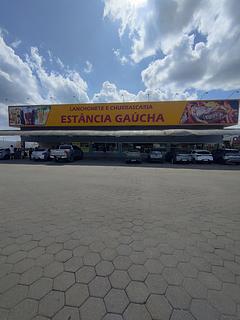 LANCHONETE E CHURRASCARIA
ESTÂNCIA GAÚCHA